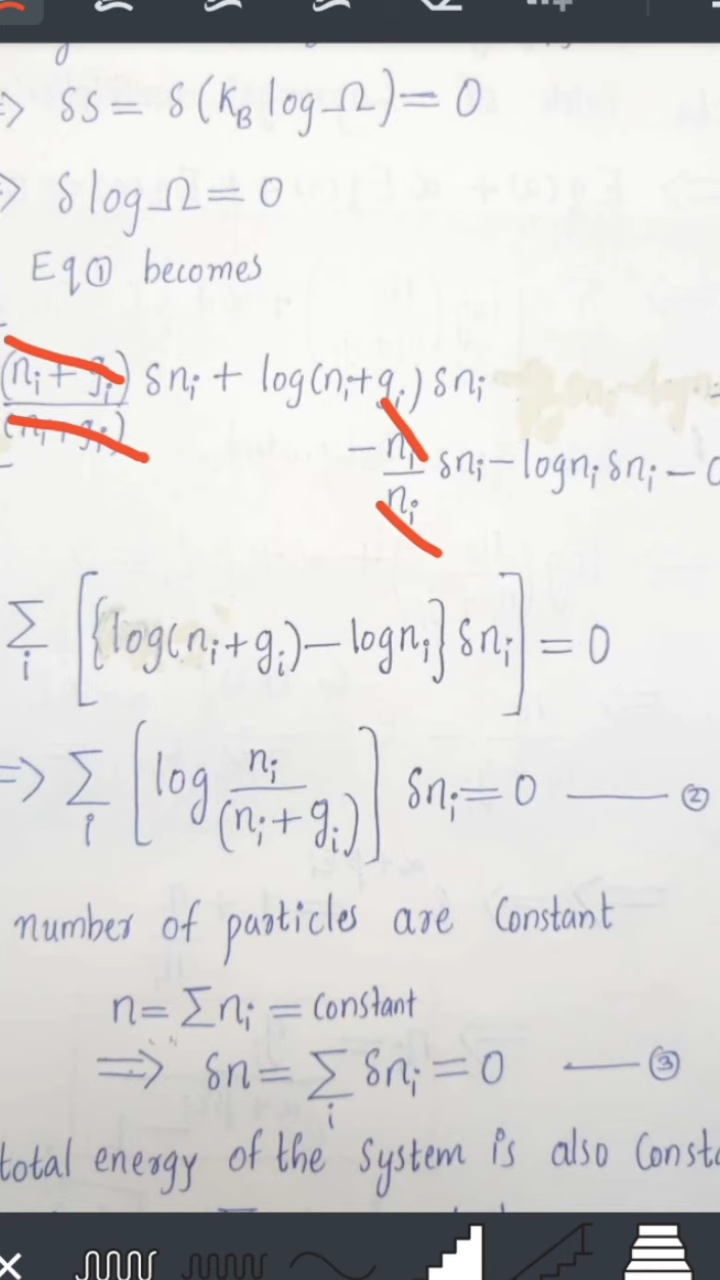 => δS = δ(K_B log Ω) = 0
=> δ log Ω = 0
Eq ① becomes
(n_i + g_i)/(n_i + g_i) δn_i + log(n_i + g_i) δn_i
− n_i/n_i δn_i − log n_i δn_i − 0
Σ_i [{log(n_i + g_i) − log n_i} δn_i] = 0
=> Σ_i [log n_i/(n_i + g_i)] δn_i = 0 —— ②
number of particles are Constant
n = Σn_i = Constant
=> δn = Σ_i δn_i = 0 —— ③
total energy of the System is also Consta